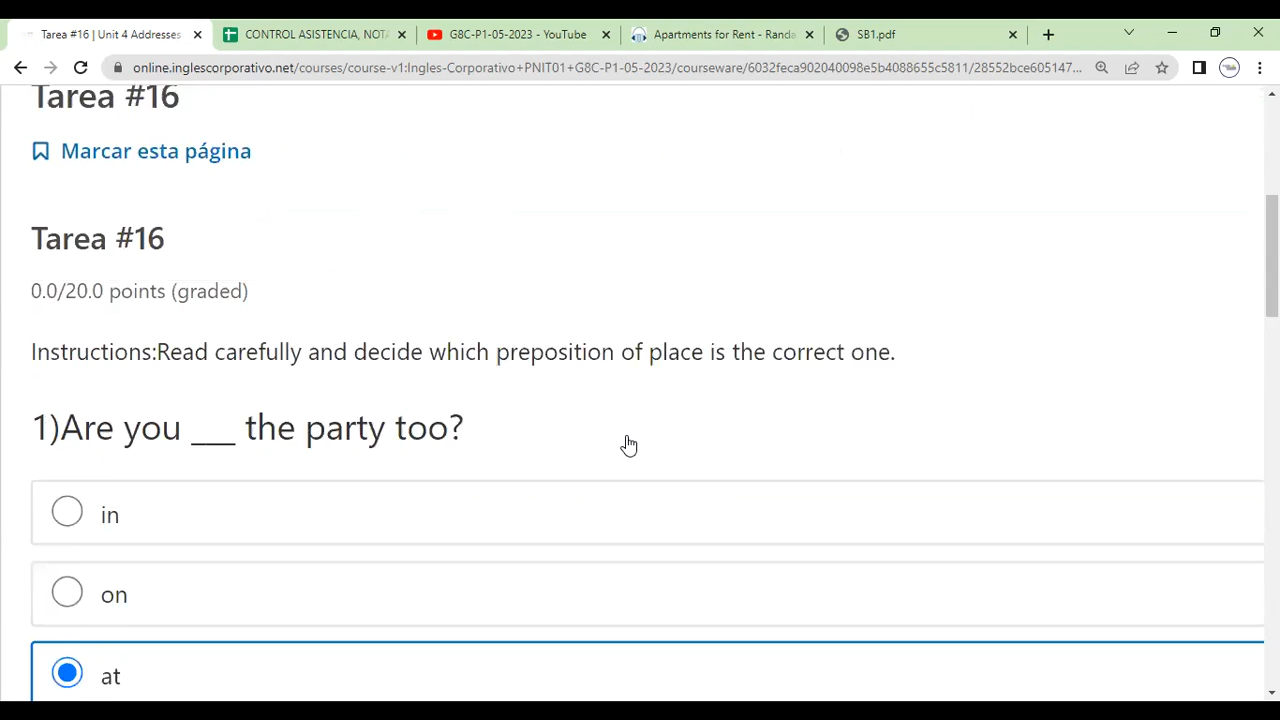 Tarea #16 | Unit 4 Addresses
CONTROL ASISTENCIA, NOTA
G8C-P1-05-2023 - YouTube
Apartments for Rent - Randa
SB1.pdf
online.inglescorporativo.net/courses/course-v1:Ingles-Corporativo+PNIT01+G8C-P1-05-2023/courseware/6032feca902040098e5b4088655c5811/28552bce605147...
Tarea #16
Marcar esta página
Tarea #16
0.0/20.0 points (graded)
Instructions:Read carefully and decide which preposition of place is the correct one.
1)Are you ___ the party too?
in
on
at